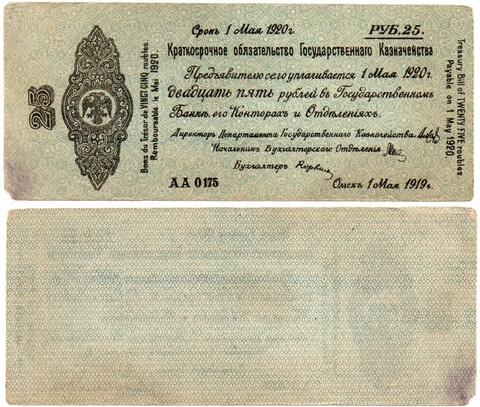 Срокъ 1 Мая 1920г.
РУБ.25.
Краткосрочное обязательство Государственнаго Казначейства
Предъявителю сего уплачивается 1 Мая 1920г.
двадцать пять рублей въ Государственномъ
Банкѣ, его Конторахъ и Отдѣленіяхъ.
Директоръ Департамента Государственнаго Казначейства
Начальникъ Бухгалтерскаго Отдѣленія
Бухгалтеръ
АА 0175
Омскъ 1 Мая 1919г.
25
Bons du Trésor de VINGT CINQ roubles
Remboursable le 1 Mai 1920.
Treasury Bill of TWENTY FIVE roubles
Payable on 1 May 1920.